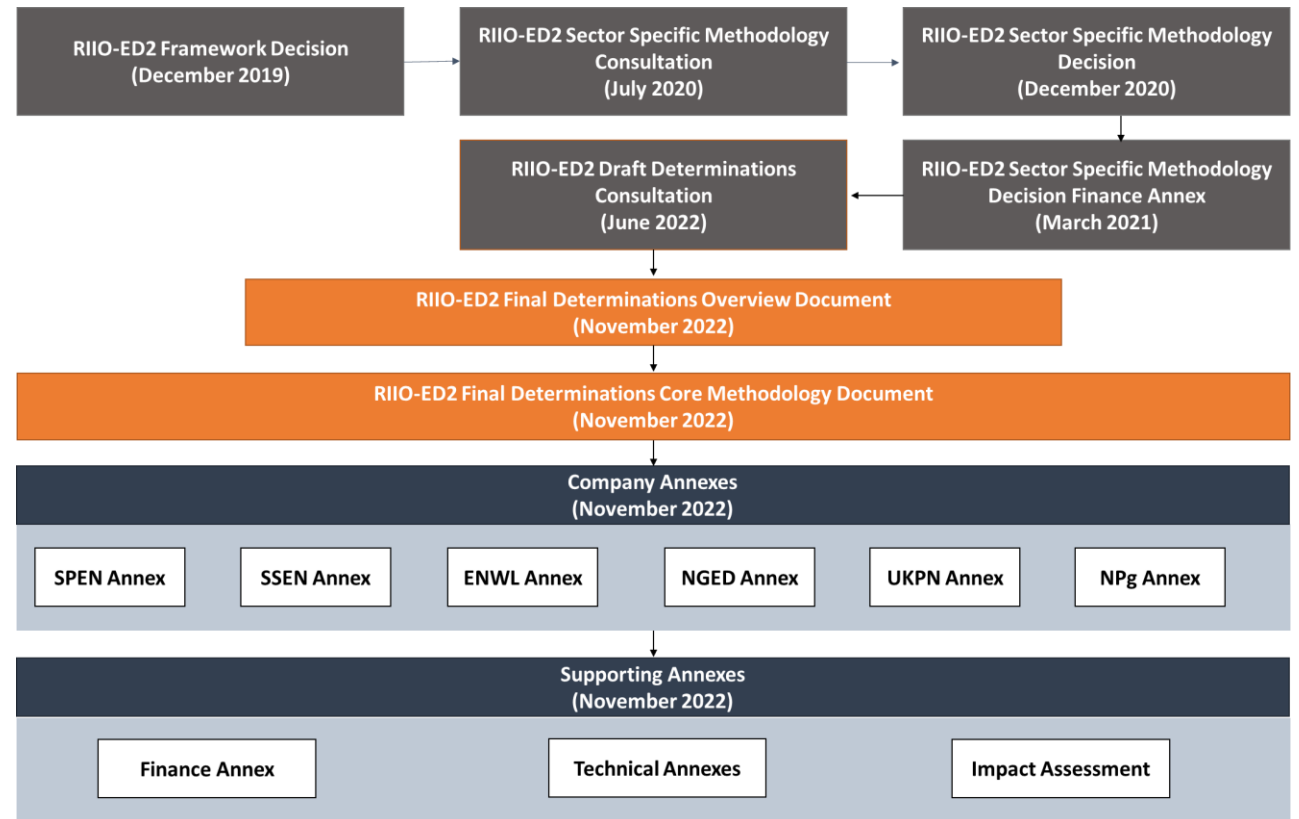 RIIO-ED2 Framework Decision
(December 2019)
RIIO-ED2 Sector Specific Methodology
Consultation
(July 2020)
RIIO-ED2 Sector Specific Methodology
Decision
(December 2020)
RIIO-ED2 Sector Specific Methodology
Decision Finance Annex
(March 2021)
RIIO-ED2 Draft Determinations
Consultation
(June 2022)
RIIO-ED2 Final Determinations Overview Document
(November 2022)
RIIO-ED2 Final Determinations Core Methodology Document
(November 2022)
Company Annexes
(November 2022)
SPEN Annex
SSEN Annex
ENWL Annex
NGED Annex
UKPN Annex
NPg Annex
Supporting Annexes
(November 2022)
Finance Annex
Technical Annexes
Impact Assessment